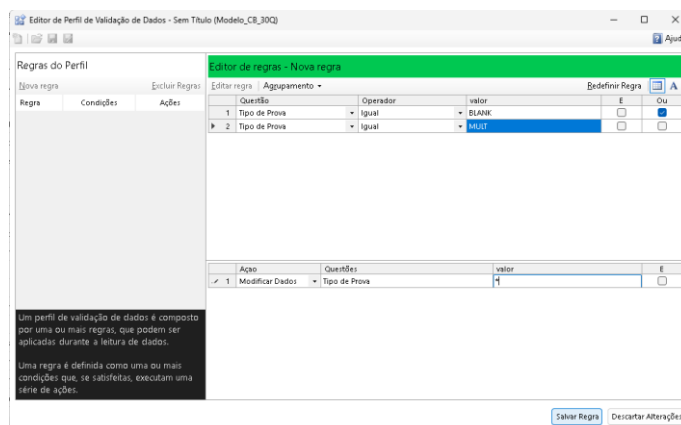 Editor de Perfil de Validação de Dados - Sem Título (Modelo_CB_30Q)
Ajud
Regras do Perfil
Nova regra Excluir Regras
Regra Condições Ações
Editor de regras - Nova regra
Editar regra Agrupamento Redefinir Regra A
Questão Operador valor E Ou
1 Tipo de Prova Igual BLANK
2 Tipo de Prova Igual MULT
Açao Questões valor E
1 Modificar Dados Tipo de Prova *
Um perfil de validação de dados é composto
por uma ou mais regras, que podem ser
aplicadas durante a leitura de dados.
Uma regra é definida como uma ou mais
condições que, se satisfeitas, executam uma
série de ações.
Salvar Regra Descartar Alterações